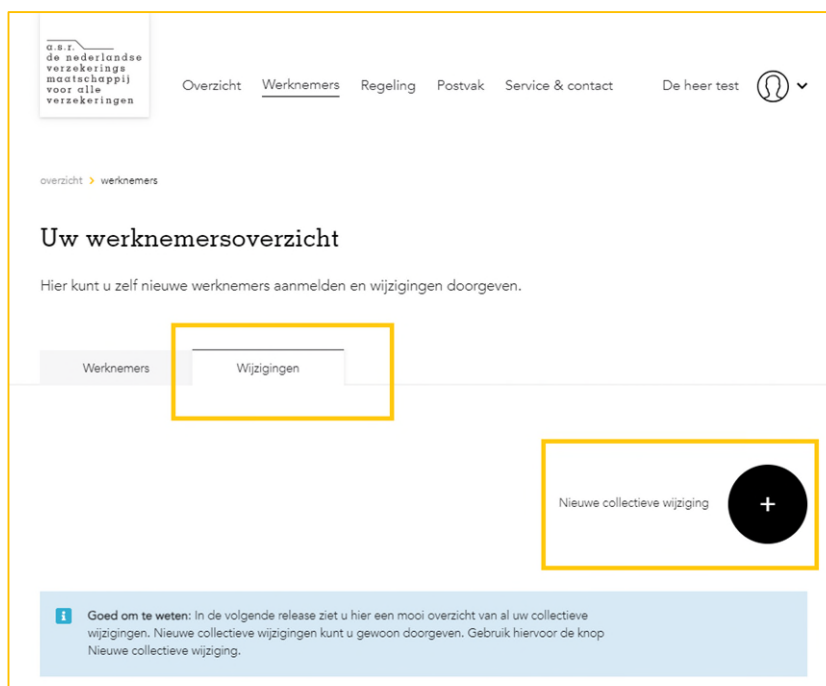 a.s.r.
de nederlandse
verzekerings
maatschappij
voor alle
verzekeringen
Overzicht Werknemers Regeling Postvak Service & contact De heer test
overzicht > werknemers
Uw werknemersoverzicht
Hier kunt u zelf nieuwe werknemers aanmelden en wijzigingen doorgeven.
Werknemers Wijzigingen
Nieuwe collectieve wijziging +
Goed om te weten: In de volgende release ziet u hier een mooi overzicht van al uw collectieve
wijzigingen. Nieuwe collectieve wijzigingen kunt u gewoon doorgeven. Gebruik hiervoor de knop
Nieuwe collectieve wijziging.